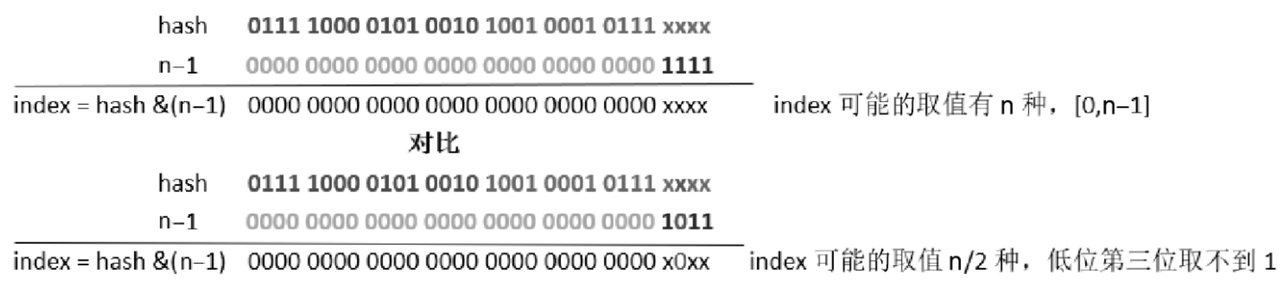 hash 0111 1000 0101 0010 1001 0001 0111 xxxx
n–1 0000 0000 0000 0000 0000 0000 0000 1111
index = hash &(n–1) 0000 0000 0000 0000 0000 0000 0000 xxxx index 可能的取值有 n 种，[0,n–1]
对比
hash 0111 1000 0101 0010 1001 0001 0111 xxxx
n–1 0000 0000 0000 0000 0000 0000 0000 1011
index = hash &(n–1) 0000 0000 0000 0000 0000 0000 0000 x0xx index 可能的取值 n/2 种，低位第三位取不到 1